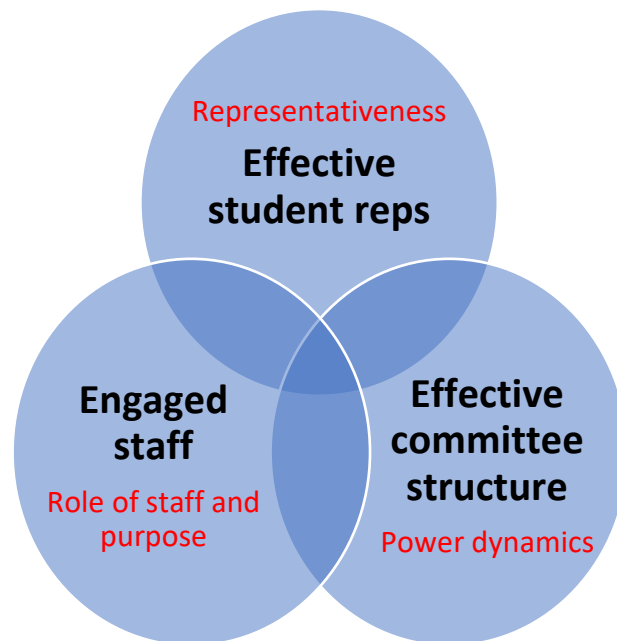 Representativeness
Effective
student reps
Engaged
staff
Role of staff and
purpose
Effective
committee
structure
Power dynamics